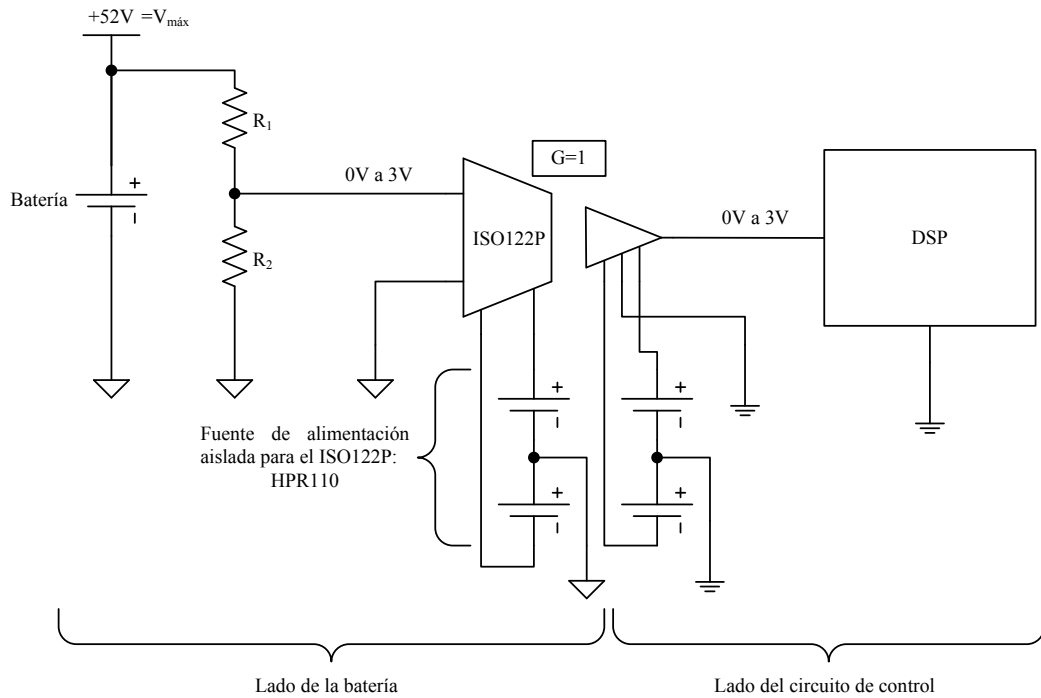 +52V =Vmáx
R1
0V a 3V
G=1
Batería
+
ISO122P
0V a 3V
DSP
R2
+
+
Fuente de alimentación
aislada para el ISO122P:
HPR110
+
+
Lado de la batería
Lado del circuito de control